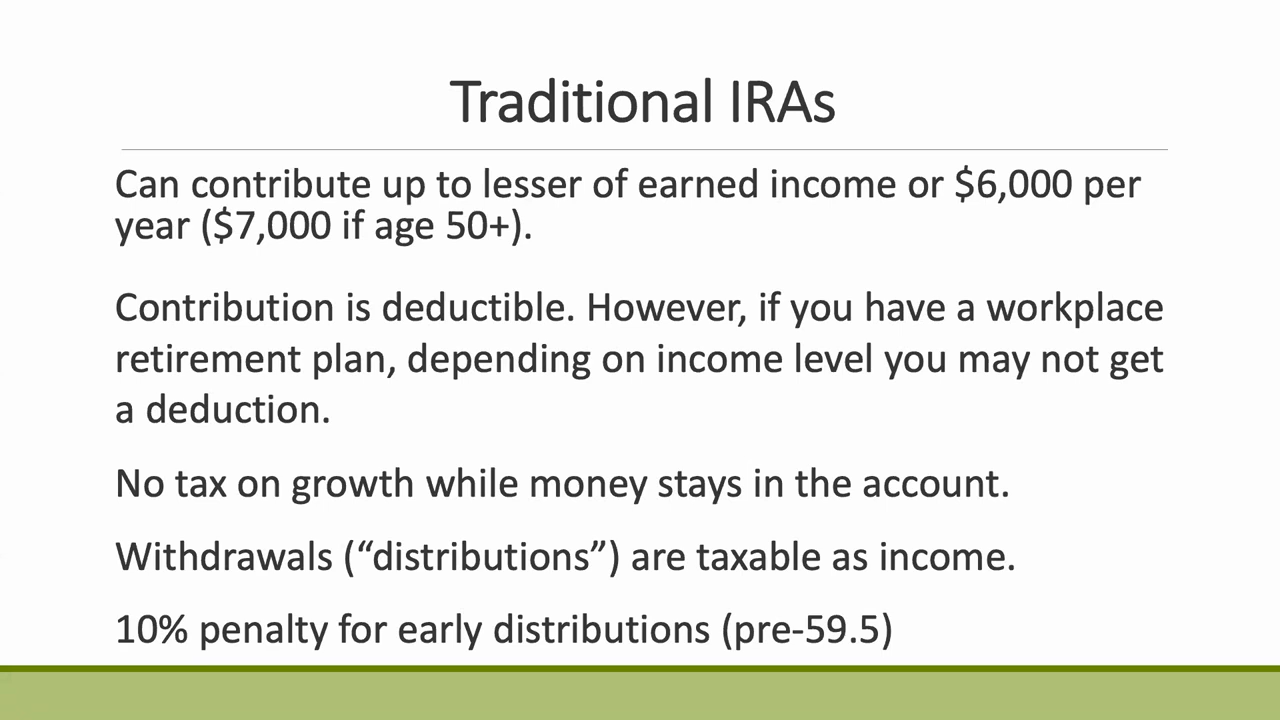 Traditional IRAs
Can contribute up to lesser of earned income or $6,000 per
year ($7,000 if age 50+).
Contribution is deductible. However, if you have a workplace
retirement plan, depending on income level you may not get
a deduction.
No tax on growth while money stays in the account.
Withdrawals (“distributions”) are taxable as income.
10% penalty for early distributions (pre-59.5)